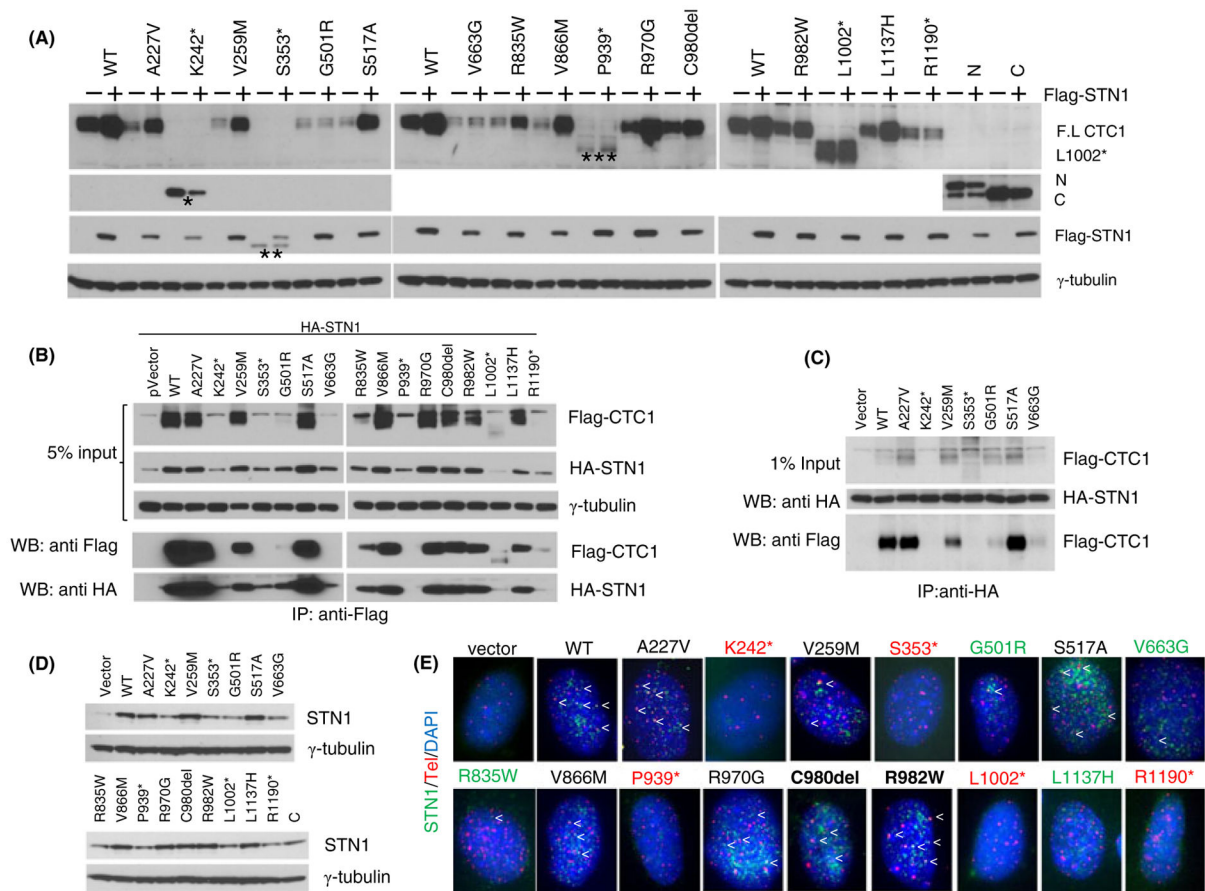 (A)
WT A227V K242* V259M S353* G501R S517A WT V663G R835W V866M P939* R970G C980del WT R982W L1002* L1137H R1190* N C
− + − + − + − + − + − + − + − + − + − + − + − + − + − + − + − + − + − + − + − + − + Flag-STN1
F.L CTC1
L1002*
***
N
C
*
Flag-STN1
**
γ-tubulin
(B)
HA-STN1
pVector WT A227V K242* V259M S353* G501R S517A V663G R835W V866M P939* R970G C980del R982W L1002* L1137H R1190*
5% input
Flag-CTC1
HA-STN1
γ-tubulin
WB: anti Flag Flag-CTC1
WB: anti HA HA-STN1
IP: anti-Flag
(C)
Vector WT A227V K242* V259M S353* G501R S517A V663G
1% Input Flag-CTC1
WB: anti HA HA-STN1
WB: anti Flag Flag-CTC1
IP:anti-HA
(D)
Vector WT A227V K242* V259M S353* G501R S517A V663G
STN1
γ-tubulin
R835W V866M P939* R970G C980del R982W L1002* L1137H R1190* C
STN1
γ-tubulin
(E)
vector WT A227V K242* V259M S353* G501R S517A V663G
STN1/Tel/DAPI
R835W V866M P939* R970G C980del R982W L1002* L1137H R1190*